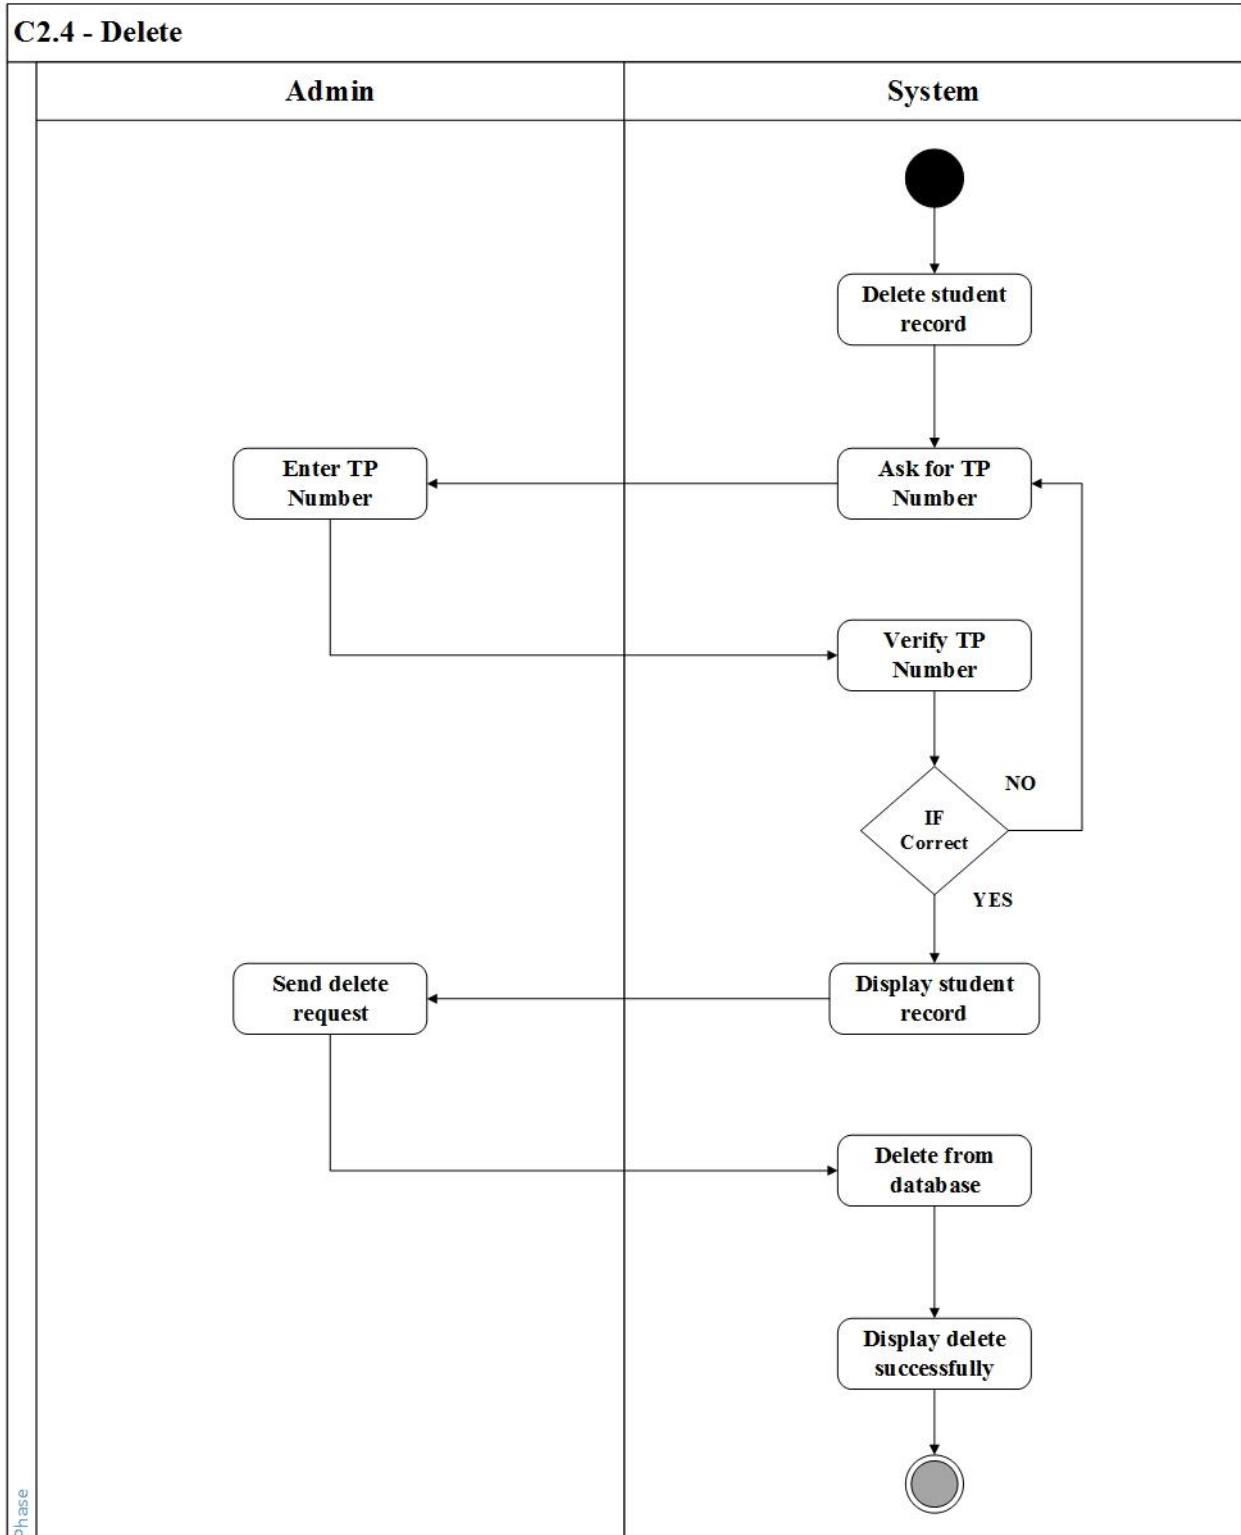 C2.4 - Delete
Admin
System
Delete student
record
Enter TP
Number
Ask for TP
Number
Verify TP
Number
NO
IF
Correct
YES
Send delete
request
Display student
record
Delete from
database
Display delete
successfully
Phase